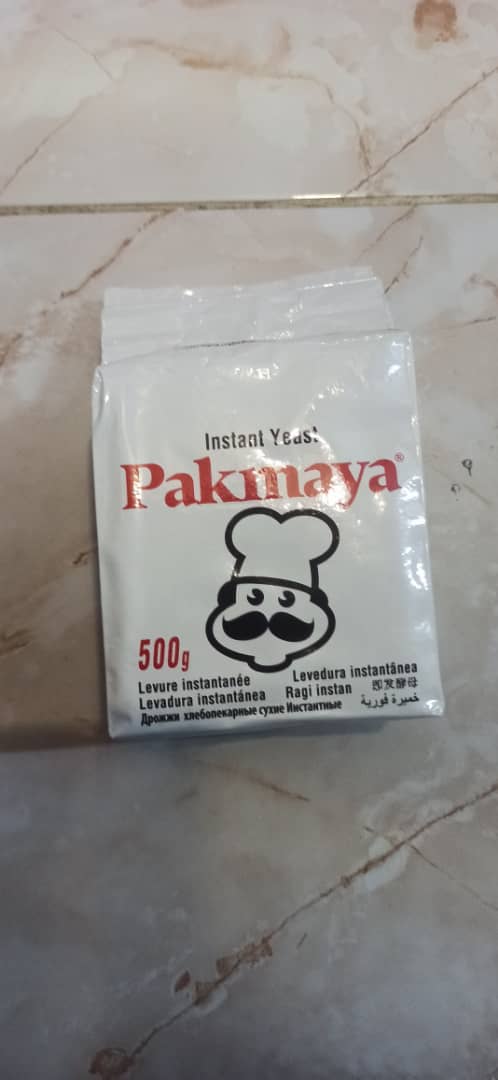 Instant Yeast
Pakmaya®
500g
Levure instantanée
Levedura instantánea
Levadura instantánea
Ragi instan
即发酵母
Дрожжи хлебопекарные сухие Инстантные
خميرة فورية